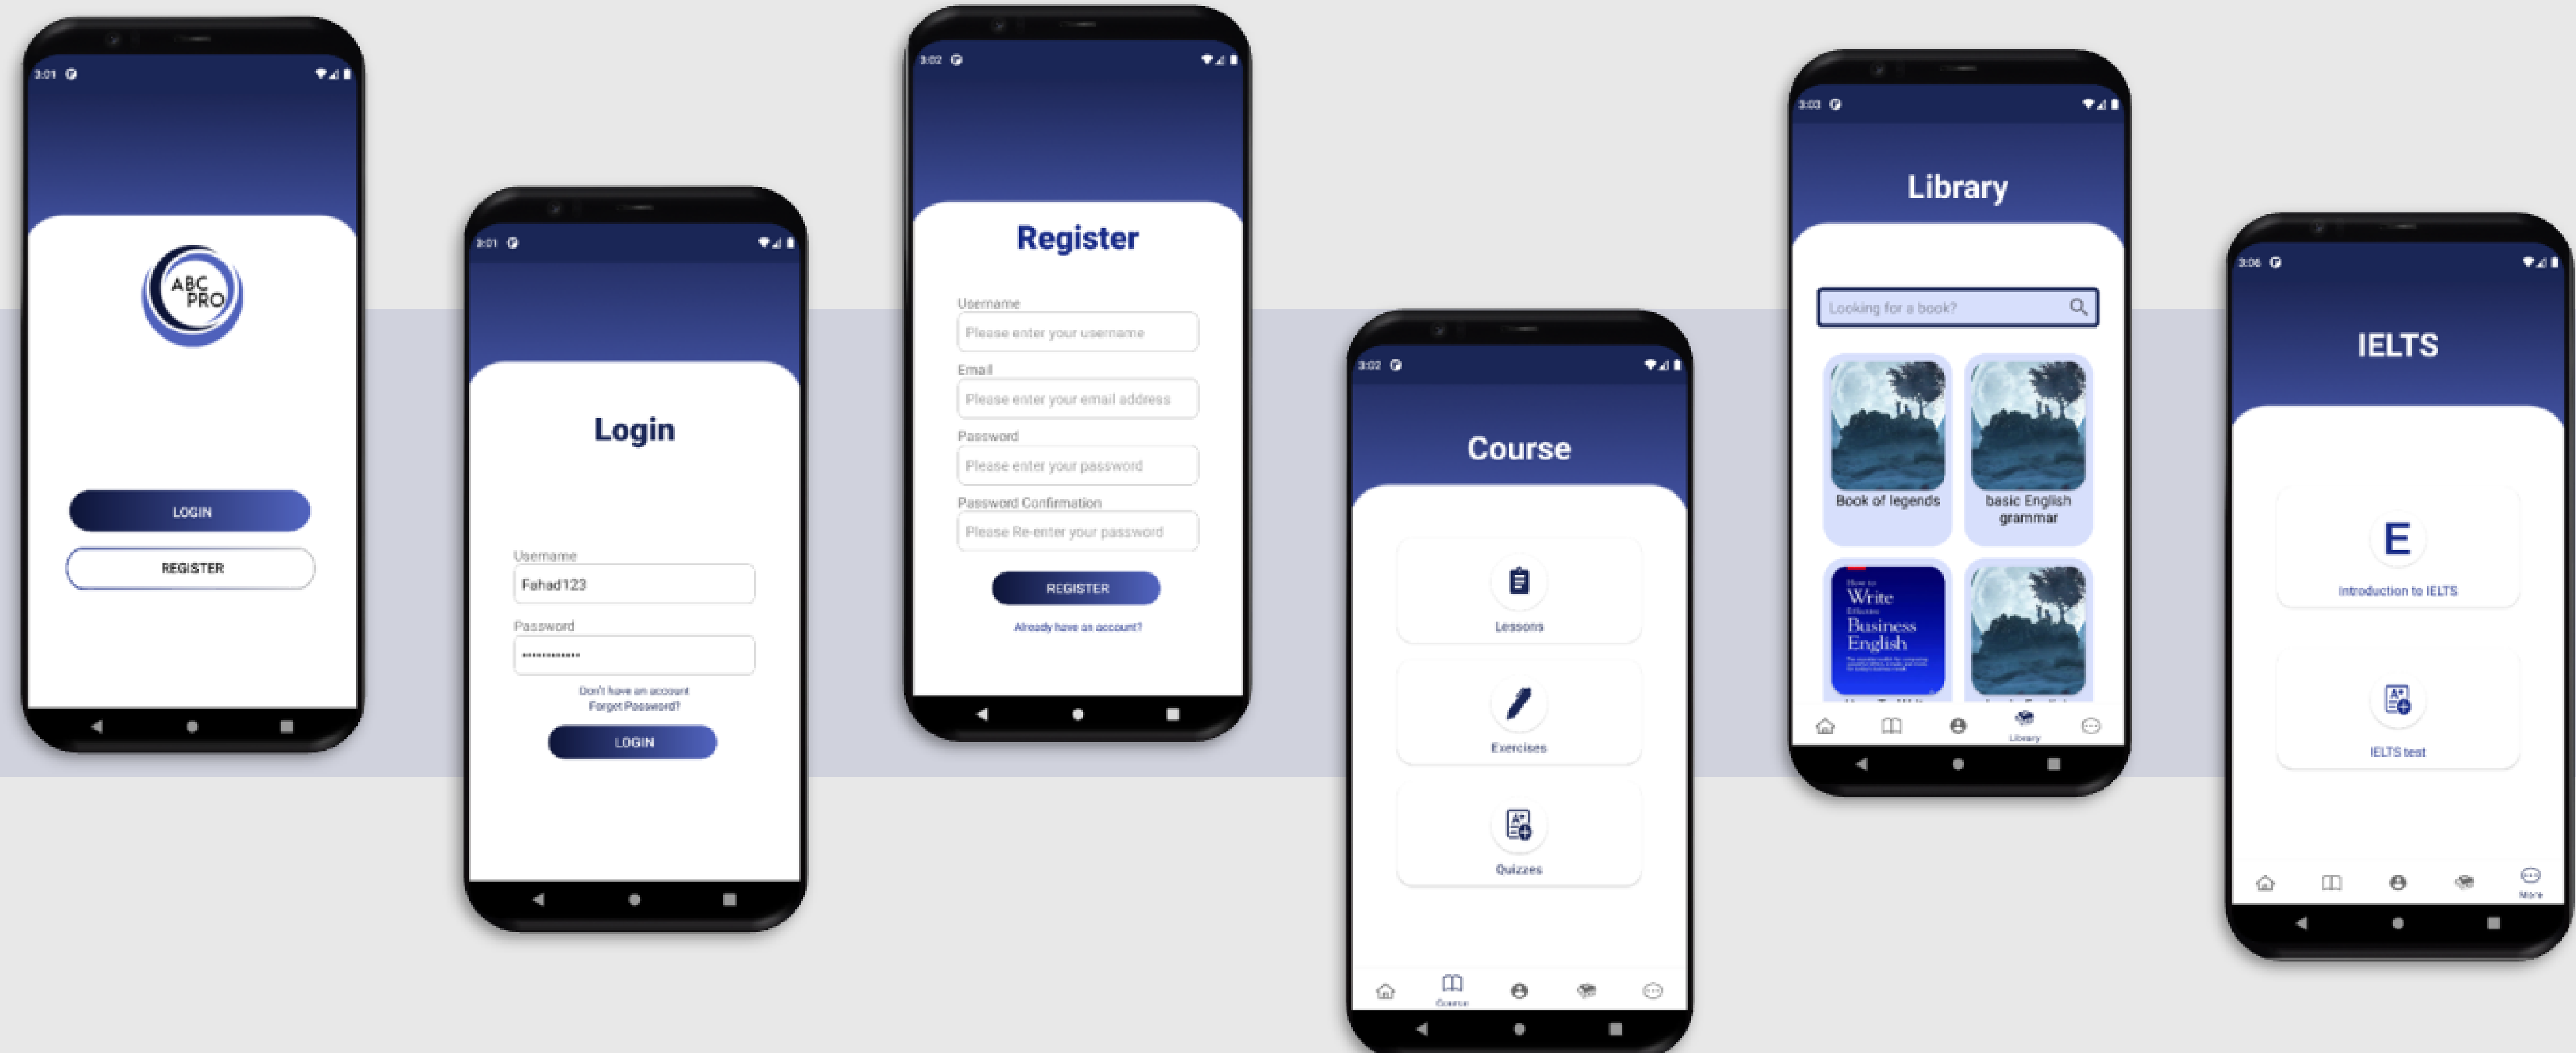 3:01
ABC
PRO
LOGIN
REGISTER
3:01
Login
Username
Fahad123
Password
••••••••••••
Don't have an account
Forget Password?
LOGIN
3:02
Register
Username
Please enter your username
Email
Please enter your email address
Password
Please enter your password
Password Confirmation
Please Re-enter your password
REGISTER
Already have an account?
3:02
Course
Lessons
Exercises
A+
Quizzes
Course
3:03
Library
Looking for a book?
Book of legends
basic English
grammar
How to
Write
Effective
Business
English
Library
3:06
IELTS
E
Introduction to IELTS
A+
IELTS test
More